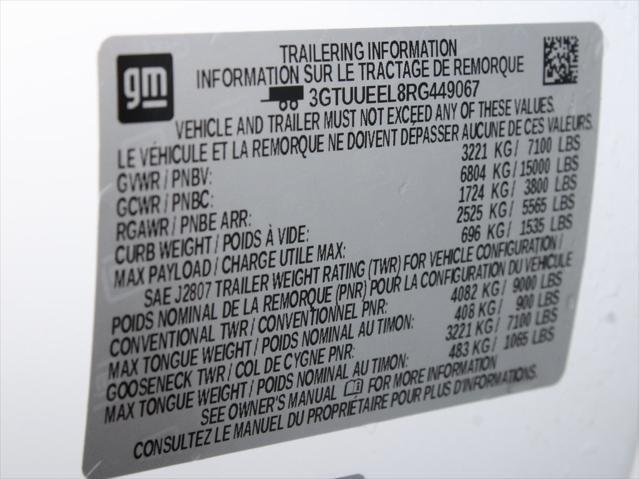 gm
TRAILERING INFORMATION
INFORMATION SUR LE TRACTAGE DE REMORQUE
3GTUUEEL8RG449067
VEHICLE AND TRAILER MUST NOT EXCEED ANY OF THESE VALUES.
LE VÉHICULE ET LA REMORQUE NE DOIVENT DÉPASSER AUCUNE DE CES VALEURS.
GVWR / PNBV: 3221 KG / 7100 LBS
GCWR / PNBC: 6804 KG / 15000 LBS
RGAWR / PNBE ARR: 1724 KG / 3800 LBS
CURB WEIGHT / POIDS À VIDE: 2525 KG / 5565 LBS
MAX PAYLOAD / CHARGE UTILE MAX: 696 KG / 1535 LBS
SAE J2807 TRAILER WEIGHT RATING (TWR) FOR VEHICLE CONFIGURATION /
POIDS NOMINAL DE LA REMORQUE (PNR) POUR LA CONFIGURATION DU VÉHICULE
CONVENTIONAL TWR / CONVENTIONNEL PNR: 4082 KG / 9000 LBS
MAX TONGUE WEIGHT / POIDS NOMINAL AU TIMON: 408 KG / 900 LBS
GOOSENECK TWR / COL DE CYGNE PNR: 3221 KG / 7100 LBS
MAX TONGUE WEIGHT / POIDS NOMINAL AU TIMON: 483 KG / 1065 LBS
SEE OWNER'S MANUAL FOR MORE INFORMATION
CONSULTEZ LE MANUEL DU PROPRIÉTAIRE POUR PLUS D'INFORMATIONS.